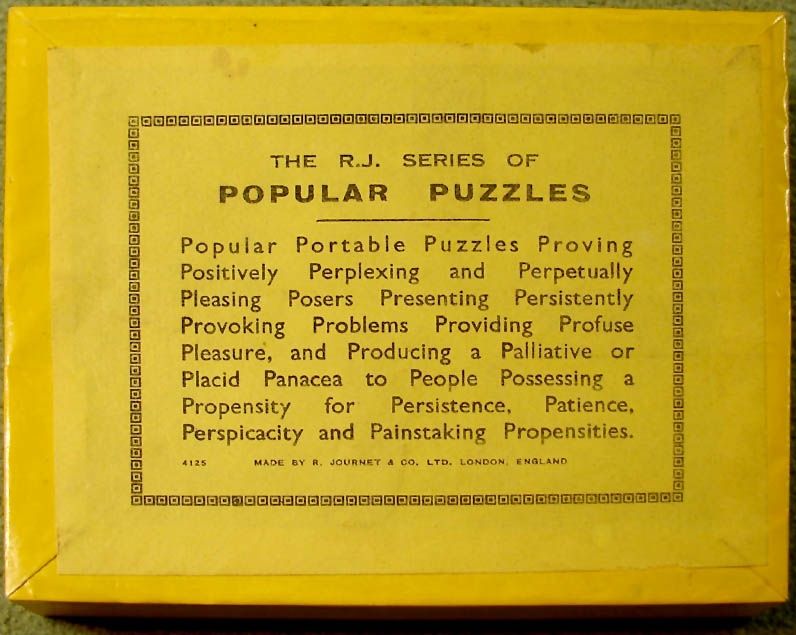 THE R.J. SERIES OF
POPULAR PUZZLES
Popular Portable Puzzles Proving
Positively Perplexing and Perpetually
Pleasing Posers Presenting Persistently
Provoking Problems Providing Profuse
Pleasure, and Producing a Palliative or
Placid Panacea to People Possessing a
Propensity for Persistence, Patience,
Perspicacity and Painstaking Propensities.
4125 MADE BY R. JOURNET & CO. LTD. LONDON, ENGLAND